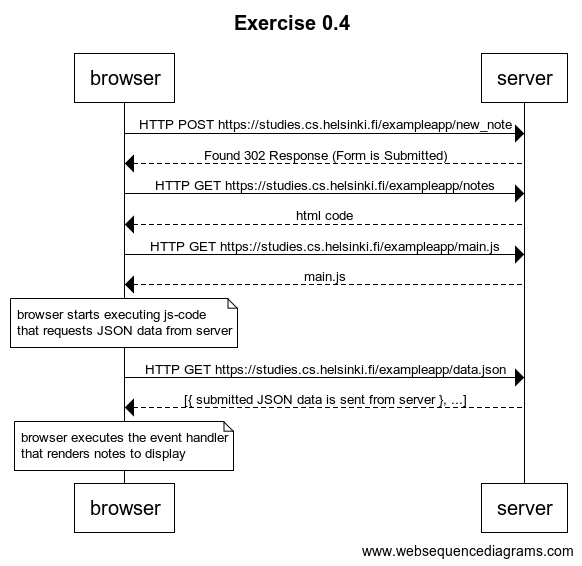 Exercise 0.4
browser
server
HTTP POST https://studies.cs.helsinki.fi/exampleapp/new_note
Found 302 Response (Form is Submitted)
HTTP GET https://studies.cs.helsinki.fi/exampleapp/notes
html code
HTTP GET https://studies.cs.helsinki.fi/exampleapp/main.js
main.js
browser starts executing js-code
that requests JSON data from server
HTTP GET https://studies.cs.helsinki.fi/exampleapp/data.json
[{ submitted JSON data is sent from server }, ...]
browser executes the event handler
that renders notes to display
browser
server
www.websequencediagrams.com